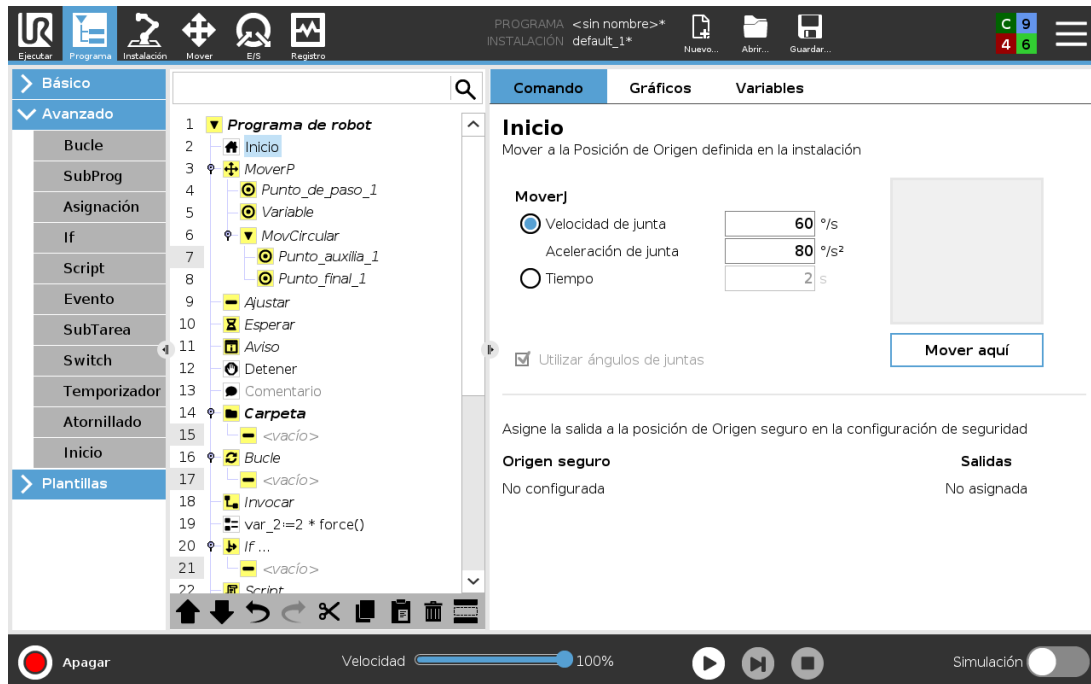 PROGRAMA <sin nombre>*
INSTALACIÓN default_1*
UR
C 9
4 6
Ejecutar Programa Instalación Mover E/S Registro Nuevo... Abrir... Guardar...
Básico
Avanzado
Bucle
SubProg
Asignación
If
Script
Evento
SubTarea
Switch
Temporizador
Atornillado
Inicio
Plantillas
1 Programa de robot
2 Inicio
3 MoverP
4 Punto_de_paso_1
5 Variable
6 MovCircular
7 Punto_auxilia_1
8 Punto_final_1
9 Ajustar
10 Esperar
11 Aviso
12 Detener
13 Comentario
14 Carpeta
15 <vacío>
16 Bucle
17 <vacío>
18 Invocar
19 var_2:=2 * force()
20 If ...
21 <vacío>
22 Script
Comando Gráficos Variables
Inicio
Mover a la Posición de Origen definida en la instalación
MoverJ
Velocidad de junta 60 °/s
Aceleración de junta 80 °/s²
Tiempo 2 s
Utilizar ángulos de juntas
Mover aquí
Asigne la salida a la posición de Origen seguro en la configuración de seguridad
Origen seguro Salidas
No configurada No asignada
Apagar Velocidad 100% Simulación